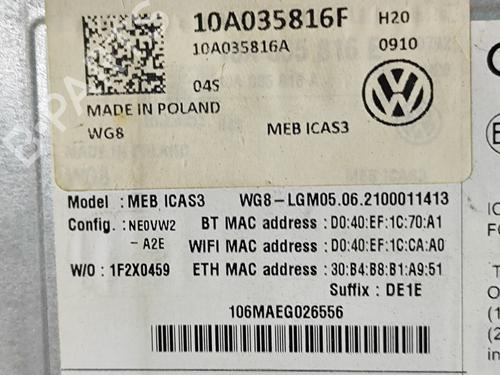 10A035816F H20
10A035816A 0910
04S
MADE IN POLAND
WG8 MEB ICAS3
Model : MEB ICAS3 WG8-LGM05.06.2100011413
Config. : NE0VW2 BT MAC address : D0:40:EF:1C:70:A1
-A2E WIFI MAC address : D0:40:EF:1C:CA:A0
W/O : 1F2X0459 ETH MAC address : 30:B4:B8:B1:A9:51
Suffix : DE1E
106MAEG026556